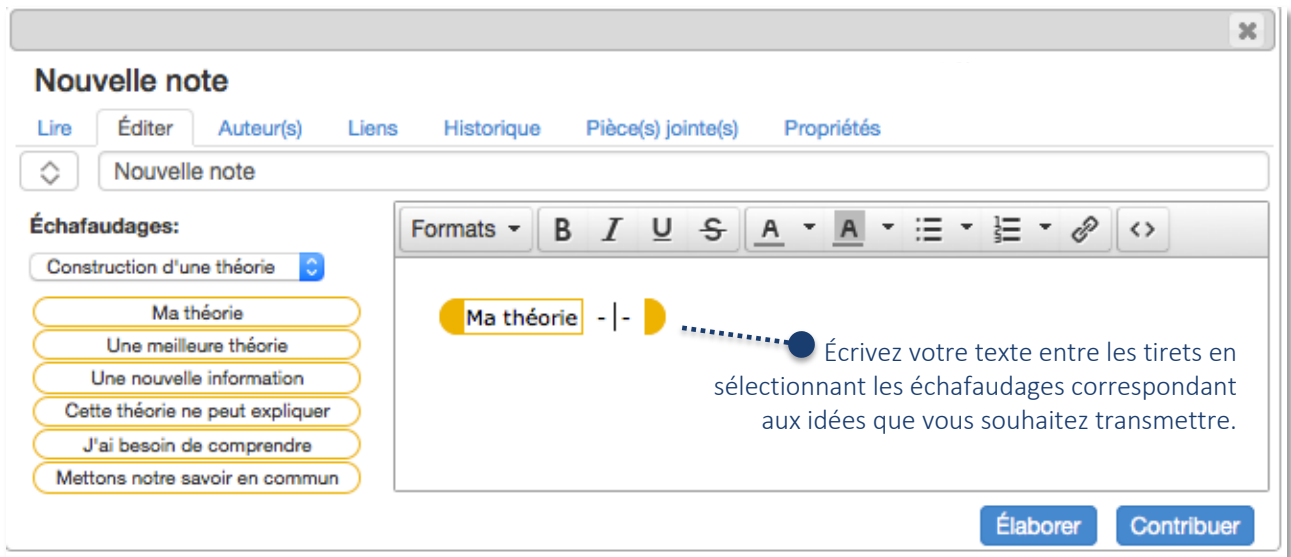 Nouvelle note
Lire Éditer Auteur(s) Liens Historique Pièce(s) jointe(s) Propriétés
Nouvelle note
Échafaudages:
Construction d'une théorie
Ma théorie
Une meilleure théorie
Une nouvelle information
Cette théorie ne peut expliquer
J'ai besoin de comprendre
Mettons notre savoir en commun
Formats B I U S A A
Ma théorie -|-
Écrivez votre texte entre les tirets en
sélectionnant les échafaudages correspondant
aux idées que vous souhaitez transmettre.
Élaborer Contribuer